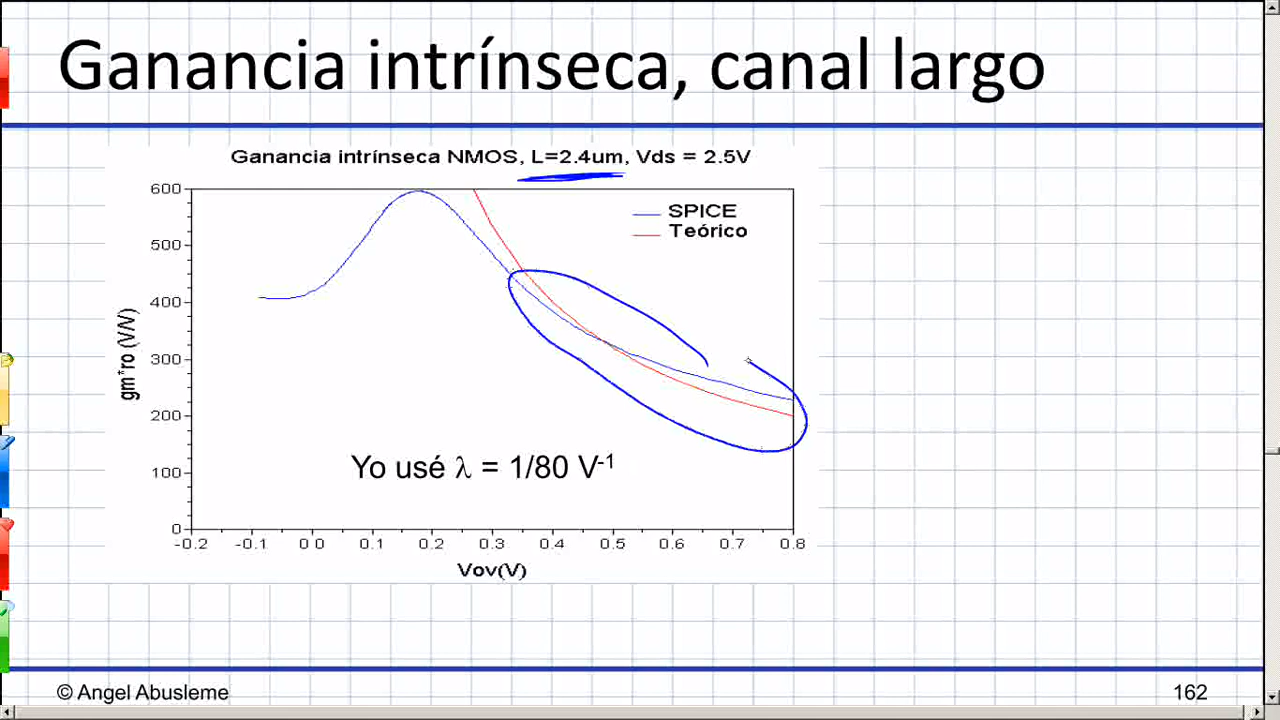 Ganancia intrínseca, canal largo
Ganancia intrínseca NMOS, L=2.4um, Vds = 2.5V
600
500
400
300
200
100
0
gm*ro (V/V)
SPICE
Teórico
Yo usé λ = 1/80 V-1
-0.2 -0.1 0 0 0.1 0.2 0.3 0.4 0.5 0.6 0.7 0.8
Vov(V)
© Angel Abusleme
162